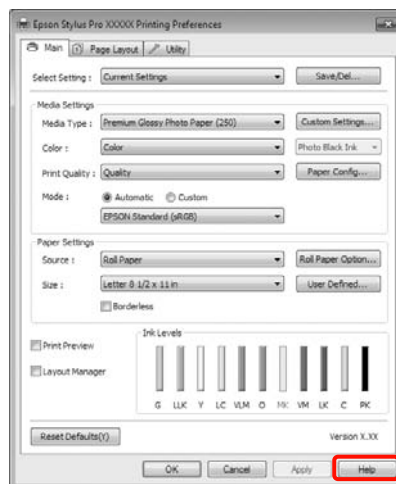 Epson Stylus Pro XXXXX Printing Preferences
Main Page Layout Utility
Select Setting : Current Settings Save/Del...
Media Settings
Media Type : Premium Glossy Photo Paper (250) Custom Settings...
Color : Color Photo Black Ink
Print Quality : Quality Paper Config...
Mode : Automatic Custom
EPSON Standard (sRGB)
Paper Settings
Source : Roll Paper Roll Paper Option...
Size : Letter 8 1/2 x 11 in User Defined...
Borderless
Ink Levels
Print Preview
Layout Manager
G LLK Y LC VLM O MK VM LK C PK
Reset Defaults(Y) Version X.XX
OK Cancel Apply Help